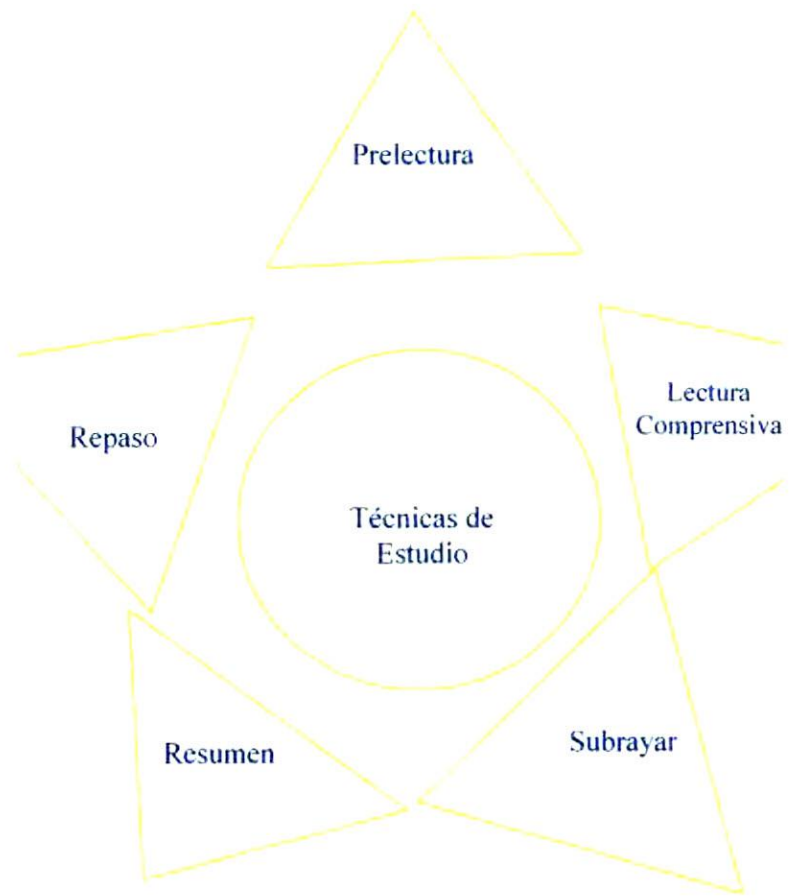 Prelectura
Lectura
Comprensiva
Repaso
Técnicas de
Estudio
Subrayar
Resumen